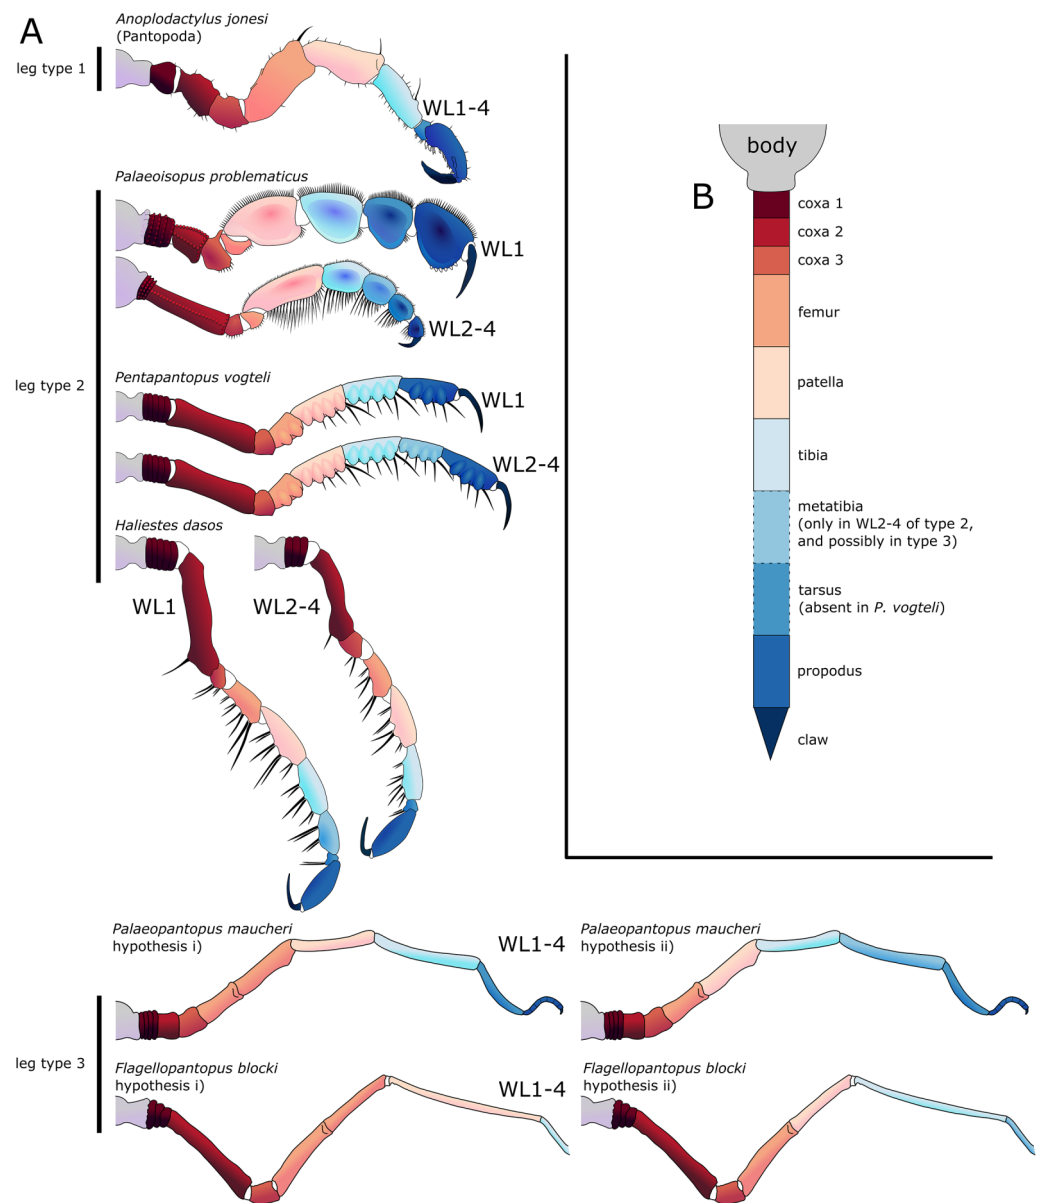 A
Anoplodactylus jonesi
(Pantopoda)
leg type 1
WL1-4
Palaeoisopus problematicus
WL1
WL2-4
leg type 2
Pentapantopus vogteli
WL1
WL2-4
Haliestes dasos
WL1
WL2-4
B
body
coxa 1
coxa 2
coxa 3
femur
patella
tibia
metatibia
(only in WL2-4 of type 2,
and possibly in type 3)
tarsus
(absent in P. vogteli)
propodus
claw
Palaeopantopus maucheri
hypothesis i)
WL1-4
Palaeopantopus maucheri
hypothesis ii)
leg type 3
Flagellopantopus blocki
hypothesis i)
WL1-4
Flagellopantopus blocki
hypothesis ii)